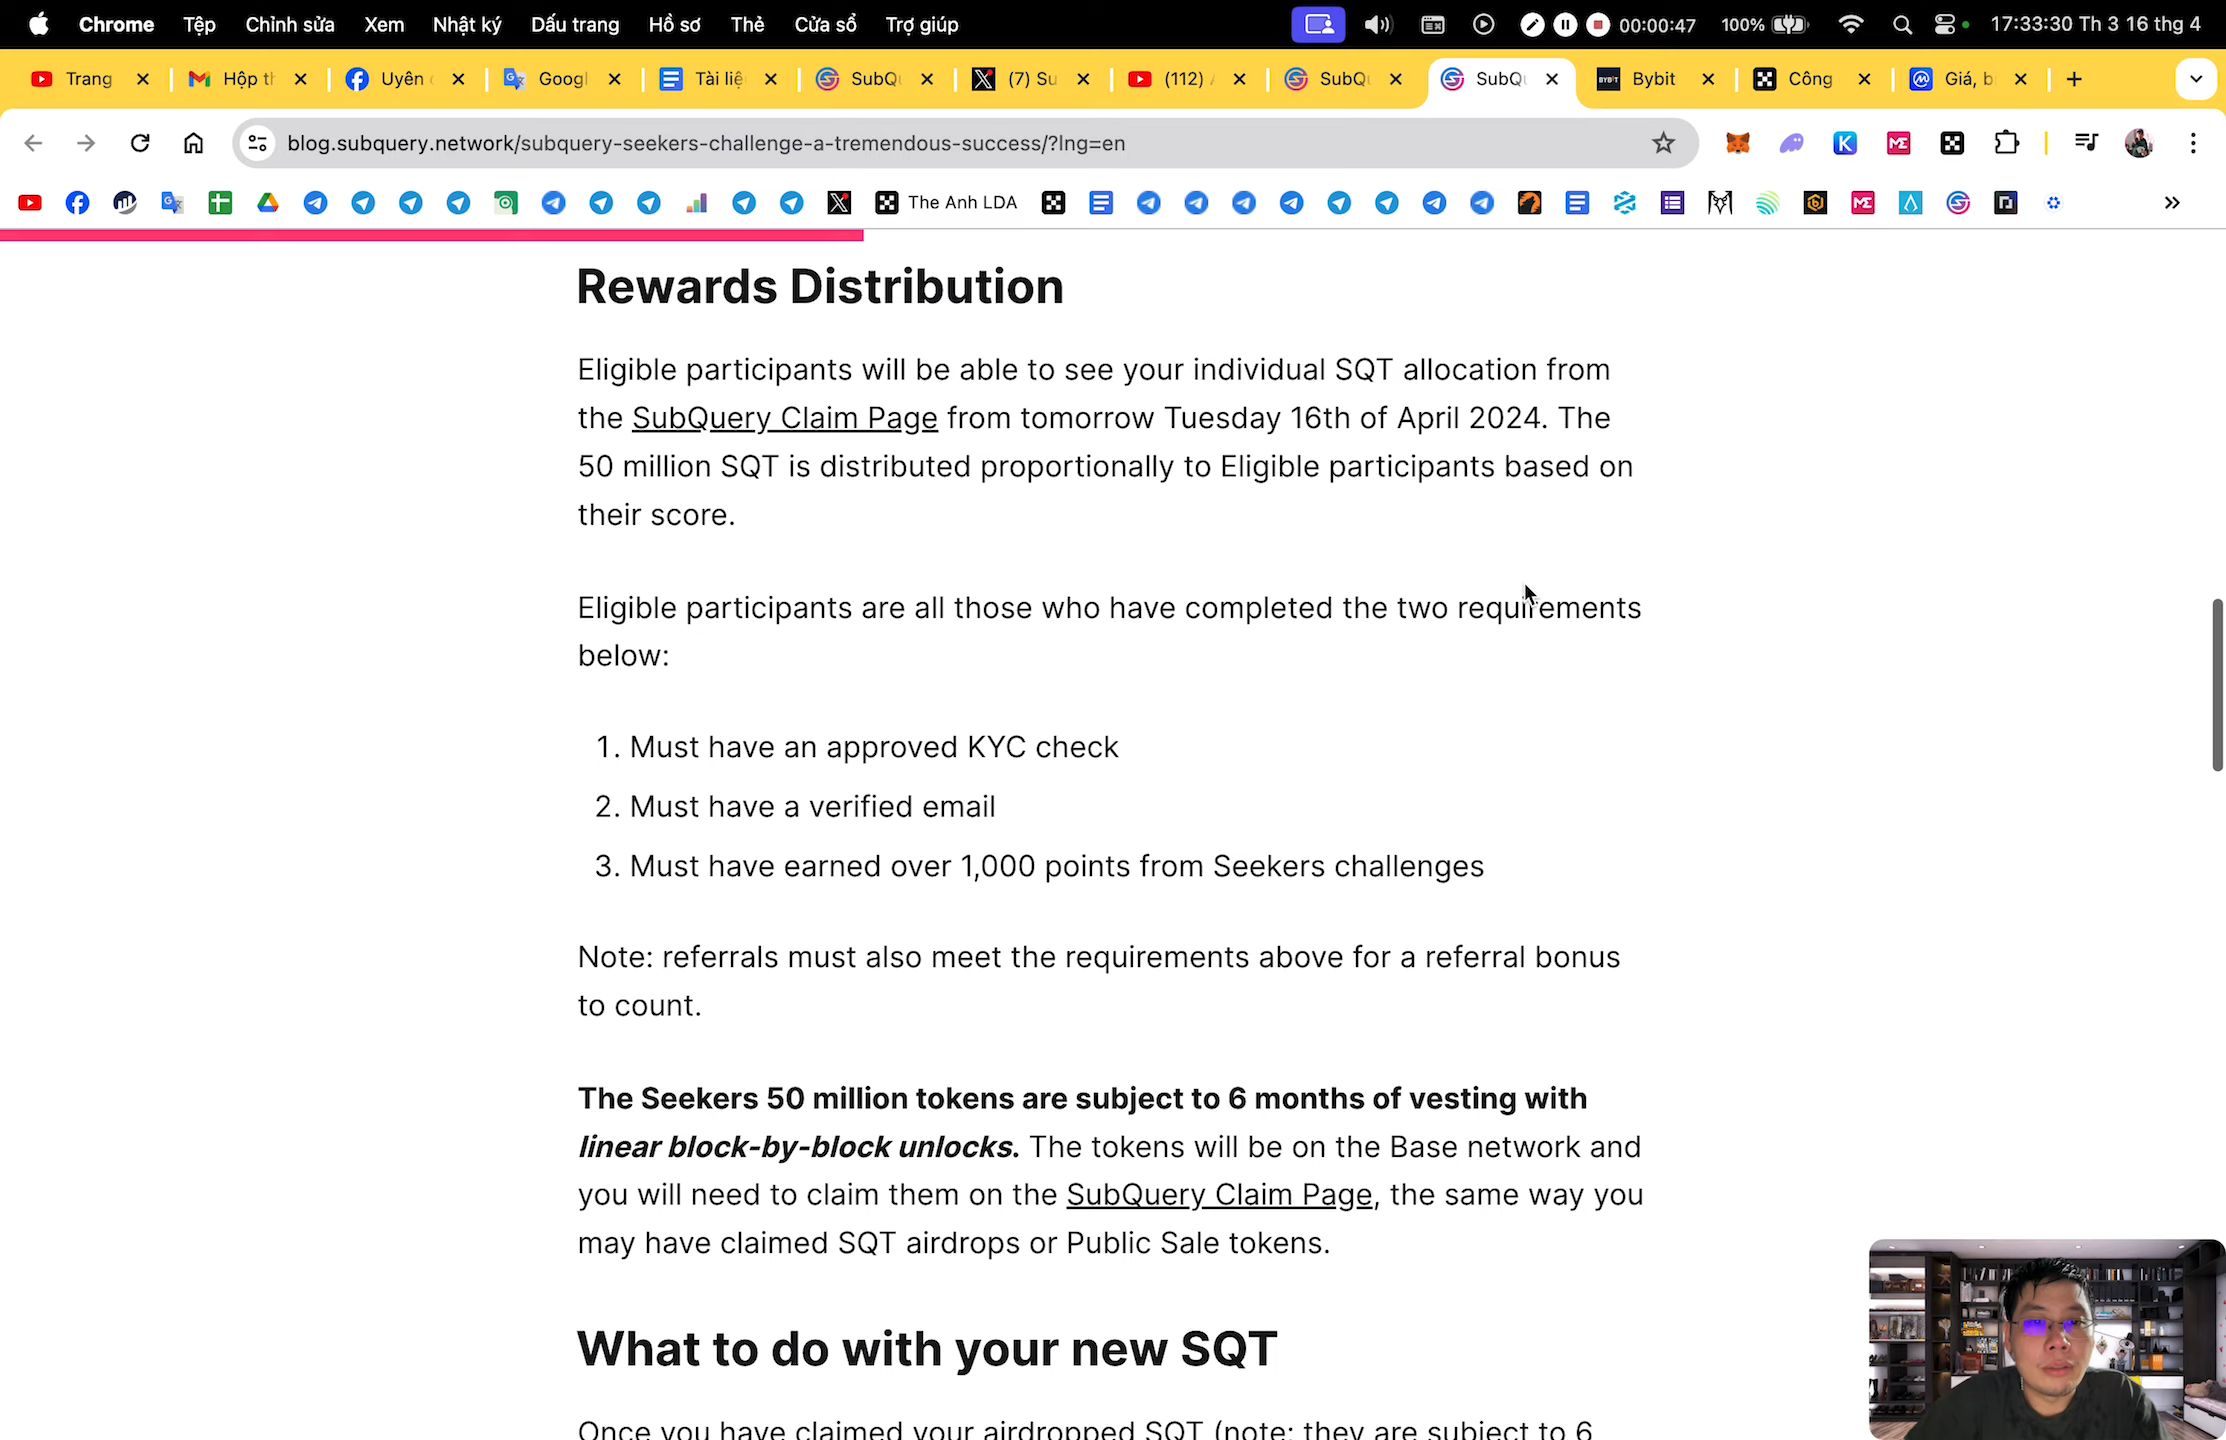 Chrome Tệp Chỉnh sửa Xem Nhật ký Dấu trang Hồ sơ Thẻ Cửa sổ Trợ giúp 00:00:47 100% 17:33:30 Th 3 16 thg 4
Trang Hộp th Uyên Googl Tài liệ SubQu (7) Su (112) SubQu SubQu Bybit Công Giá, b
blog.subquery.network/subquery-seekers-challenge-a-tremendous-success/?lng=en
The Anh LDA
Rewards Distribution
Eligible participants will be able to see your individual SQT allocation from
the SubQuery Claim Page from tomorrow Tuesday 16th of April 2024. The
50 million SQT is distributed proportionally to Eligible participants based on
their score.
Eligible participants are all those who have completed the two requirements
below:
1. Must have an approved KYC check
2. Must have a verified email
3. Must have earned over 1,000 points from Seekers challenges
Note: referrals must also meet the requirements above for a referral bonus
to count.
The Seekers 50 million tokens are subject to 6 months of vesting with
linear block-by-block unlocks. The tokens will be on the Base network and
you will need to claim them on the SubQuery Claim Page, the same way you
may have claimed SQT airdrops or Public Sale tokens.
What to do with your new SQT
Once you have claimed your airdropped SQT (note: they are subject to 6